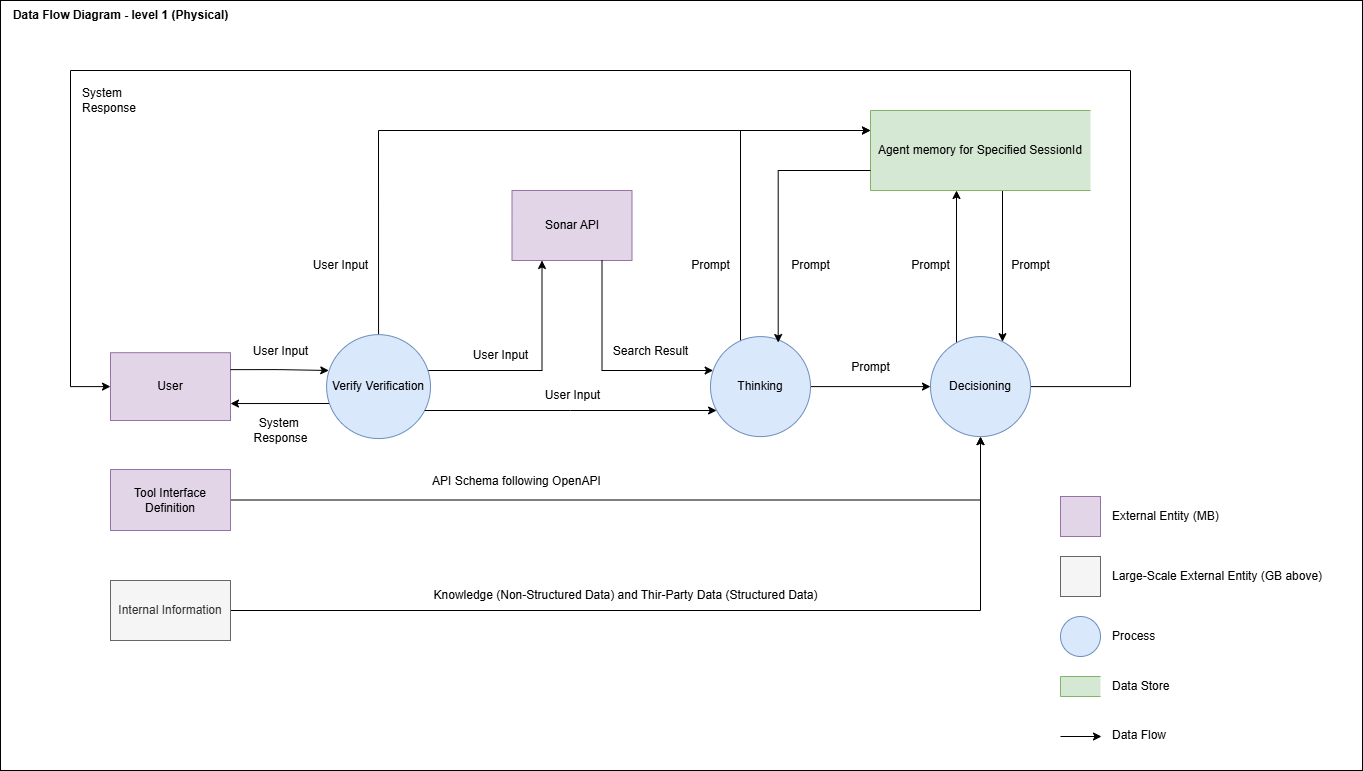 Data Flow Diagram - level 1 (Physical)
System
Response
Agent memory for Specified SessionId
Sonar API
User Input
Prompt
Prompt
Prompt
Prompt
User Input
User Input
Search Result
Prompt
User
Verify Verification
User Input
Thinking
Decisioning
System
Response
Tool Interface
Definition
API Schema following OpenAPI
External Entity (MB)
Large-Scale External Entity (GB above)
Internal Information
Knowledge (Non-Structured Data) and Thir-Party Data (Structured Data)
Process
Data Store
Data Flow